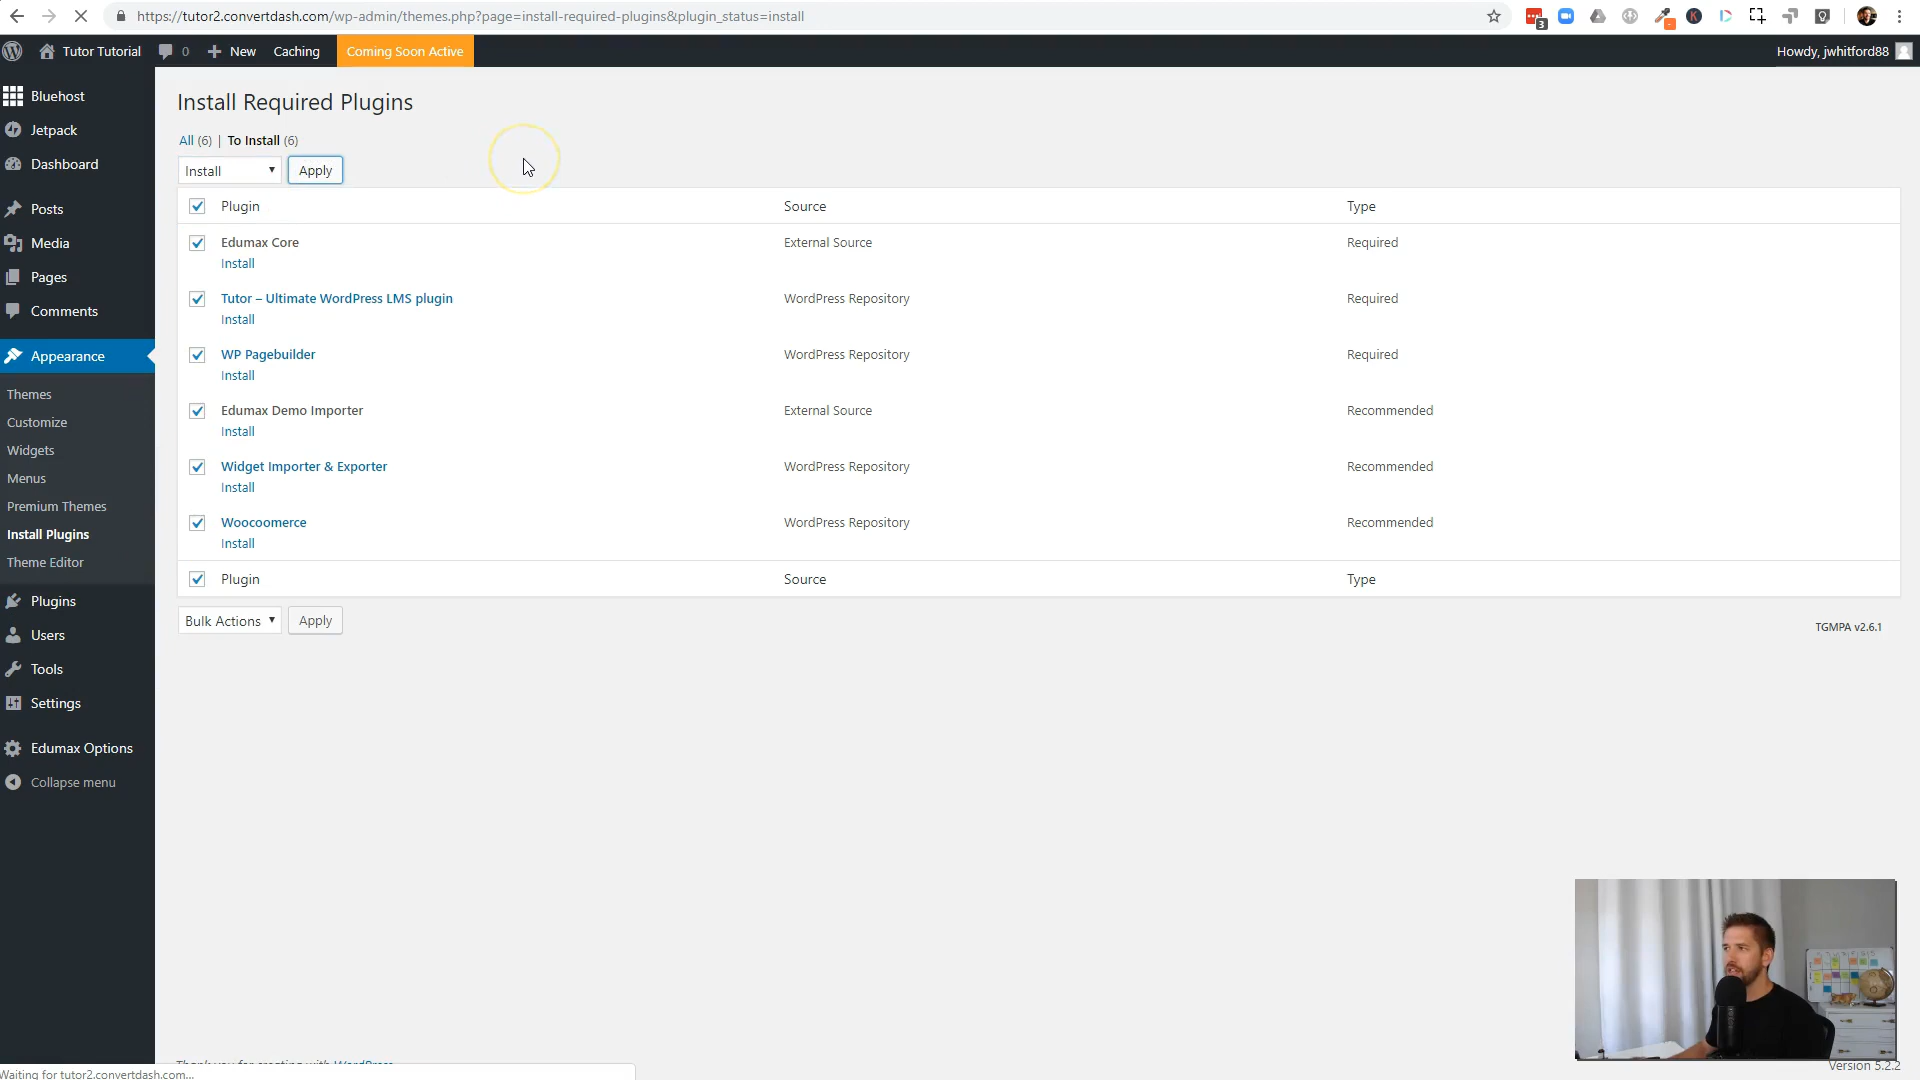 https://tutor2.convertdash.com/wp-admin/themes.php?page=install-required-plugins&plugin_status=install
3
Tutor Tutorial
0
New
Caching
Coming Soon Active
Howdy, jwhitford88
Bluehost
Jetpack
Dashboard
Posts
Media
Pages
Comments
Appearance
Themes
Customize
Widgets
Menus
Premium Themes
Install Plugins
Theme Editor
Plugins
Users
Tools
Settings
Edumax Options
Collapse menu
Install Required Plugins
All (6) | To Install (6)
Install Apply
Plugin Source Type
Edumax Core External Source Required
Install
Tutor – Ultimate WordPress LMS plugin WordPress Repository Required
Install
WP Pagebuilder WordPress Repository Required
Install
Edumax Demo Importer External Source Recommended
Install
Widget Importer & Exporter WordPress Repository Recommended
Install
Woocoomerce WordPress Repository Recommended
Install
Plugin Source Type
Bulk Actions Apply
TGMPA v2.6.1
Thank you for creating with WordPress
Version 5.2.2
Waiting for tutor2.convertdash.com...